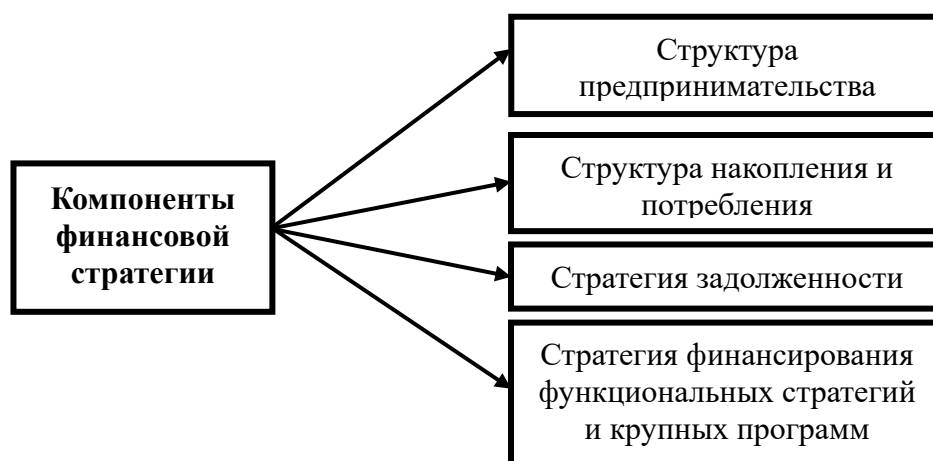 Структура
предпринимательства
Структура накопления и
потребления
Компоненты
финансовой
стратегии
Стратегия задолженности
Стратегия финансирования
функциональных стратегий
и крупных программ